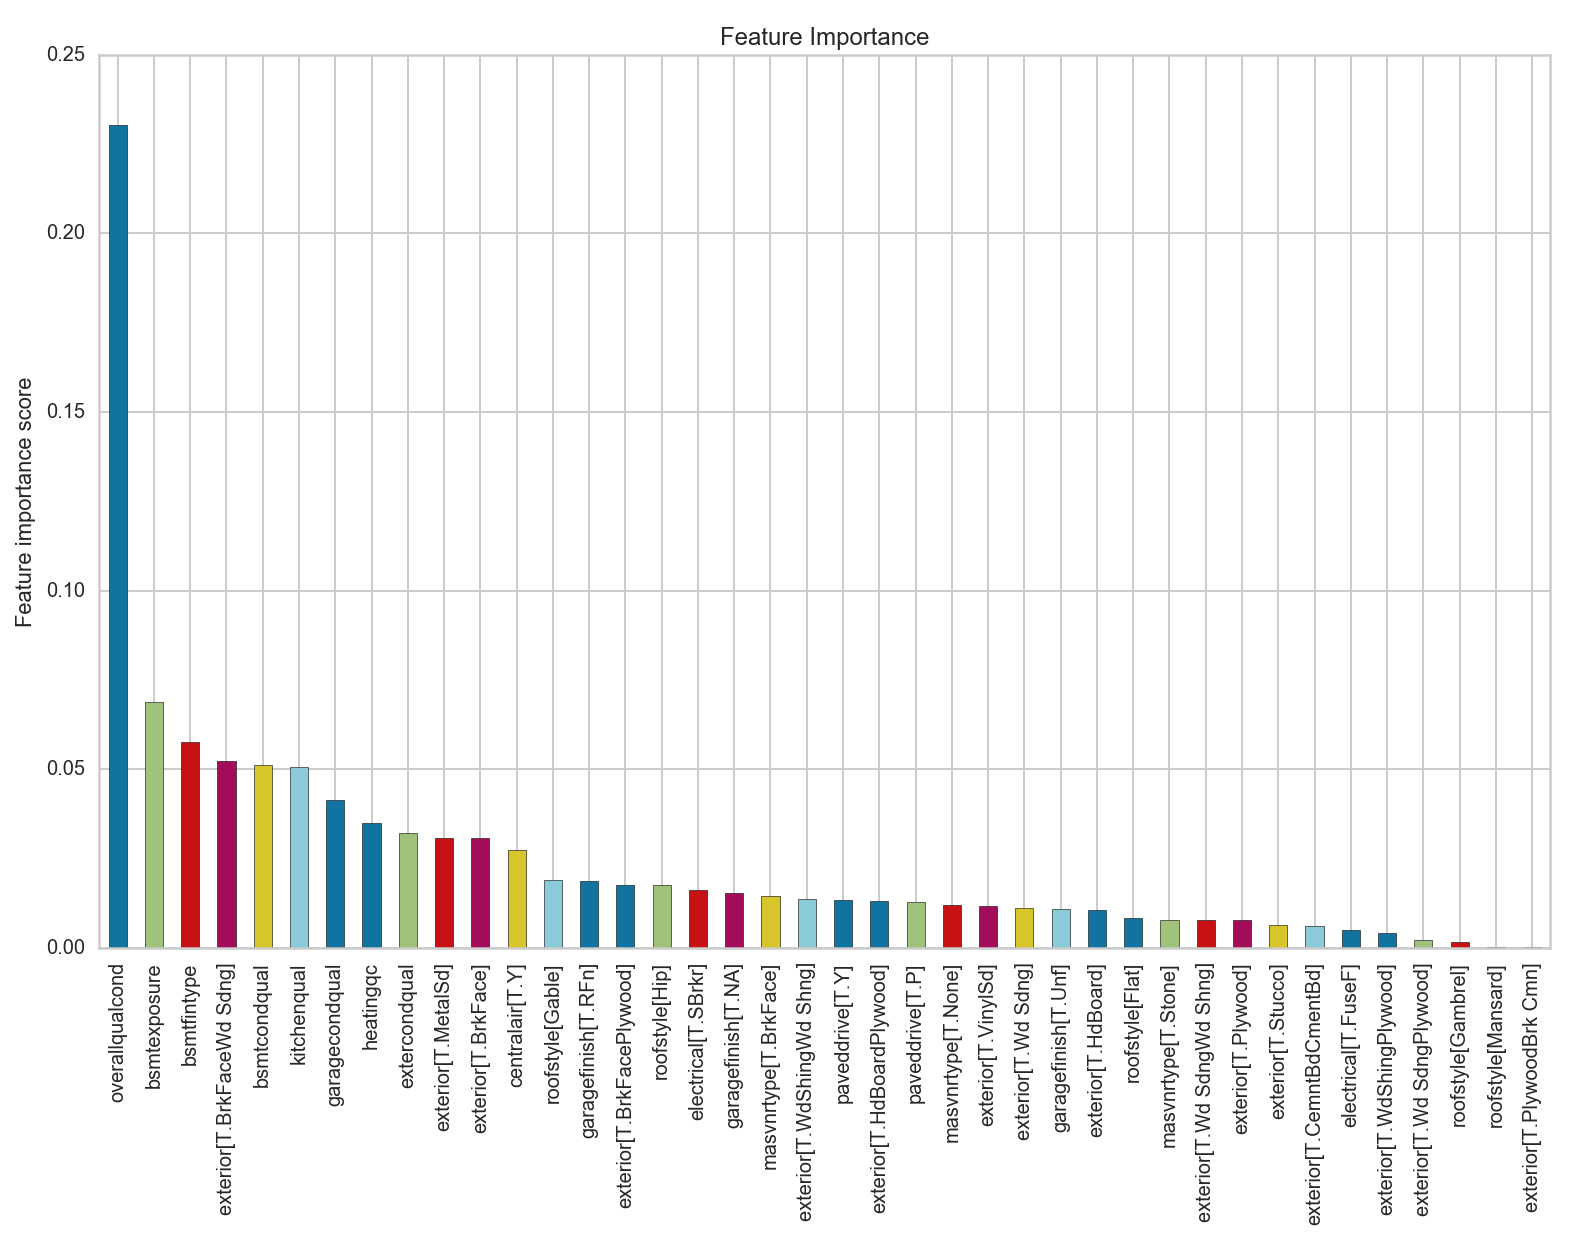 Feature Importance
0.25
0.20
0.15
0.10
0.05
0.00
Feature importance score
overallqualcond
bsmtexposure
bsmtfintype
exterior[T.BrkFaceWd Sdng]
bsmtcondqual
kitchenqual
garagecondqual
heatingqc
extercondqual
exterior[T.MetalSd]
exterior[T.BrkFace]
centralair[T.Y]
roofstyle[Gable]
garagefinish[T.RFn]
exterior[T.BrkFacePlywood]
roofstyle[Hip]
electrical[T.SBrkr]
garagefinish[T.NA]
masvnrtype[T.BrkFace]
exterior[T.WdShingWd Shng]
paveddrive[T.Y]
exterior[T.HdBoardPlywood]
paveddrive[T.P]
masvnrtype[T.None]
exterior[T.VinylSd]
exterior[T.Wd Sdng]
garagefinish[T.Unf]
exterior[T.HdBoard]
roofstyle[Flat]
masvnrtype[T.Stone]
exterior[T.Wd SdngWd Shng]
exterior[T.Plywood]
exterior[T.Stucco]
exterior[T.CemntBdCmentBd]
electrical[T.FuseF]
exterior[T.WdShingPlywood]
exterior[T.Wd SdngPlywood]
roofstyle[Gambrel]
roofstyle[Mansard]
exterior[T.PlywoodBrk Cmn]